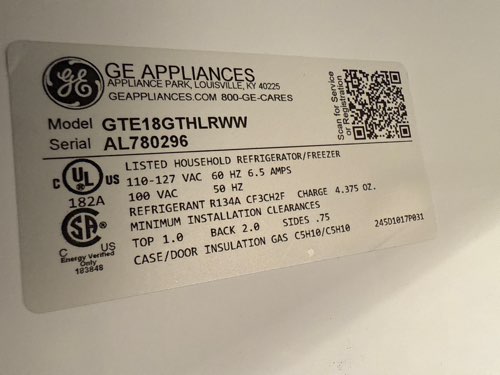 GE APPLIANCES
APPLIANCE PARK, LOUISVILLE, KY 40225
GEAPPLIANCES.COM 800-GE-CARES
Scan for Service
or Registration
Model GTE18GTHLRWW
Serial AL780296
LISTED HOUSEHOLD REFRIGERATOR/FREEZER
C UL US
110-127 VAC 60 HZ 6.5 AMPS
182A
100 VAC 50 HZ
REFRIGERANT R134A CF3CH2F CHARGE 4.375 OZ.
MINIMUM INSTALLATION CLEARANCES
TOP 1.0 BACK 2.0 SIDES .75
CASE/DOOR INSULATION GAS C5H10/C5H10
245D1017P031
SA
C US
Energy Verified
Only
103848